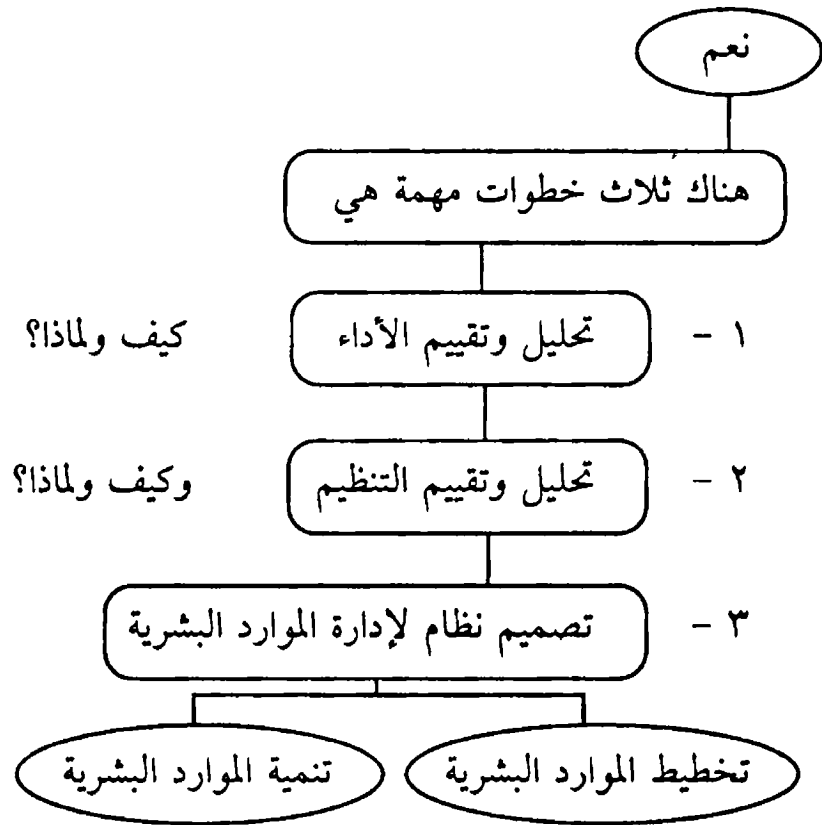 نعم
هناك ثلاث خطوات مهمة هي
١ - تحليل وتقييم الأداء كيف ولماذا؟
٢ - تحليل وتقييم التنظيم وكيف ولماذا؟
٣ - تصميم نظام لإدارة الموارد البشرية
تخطيط الموارد البشرية تنمية الموارد البشرية